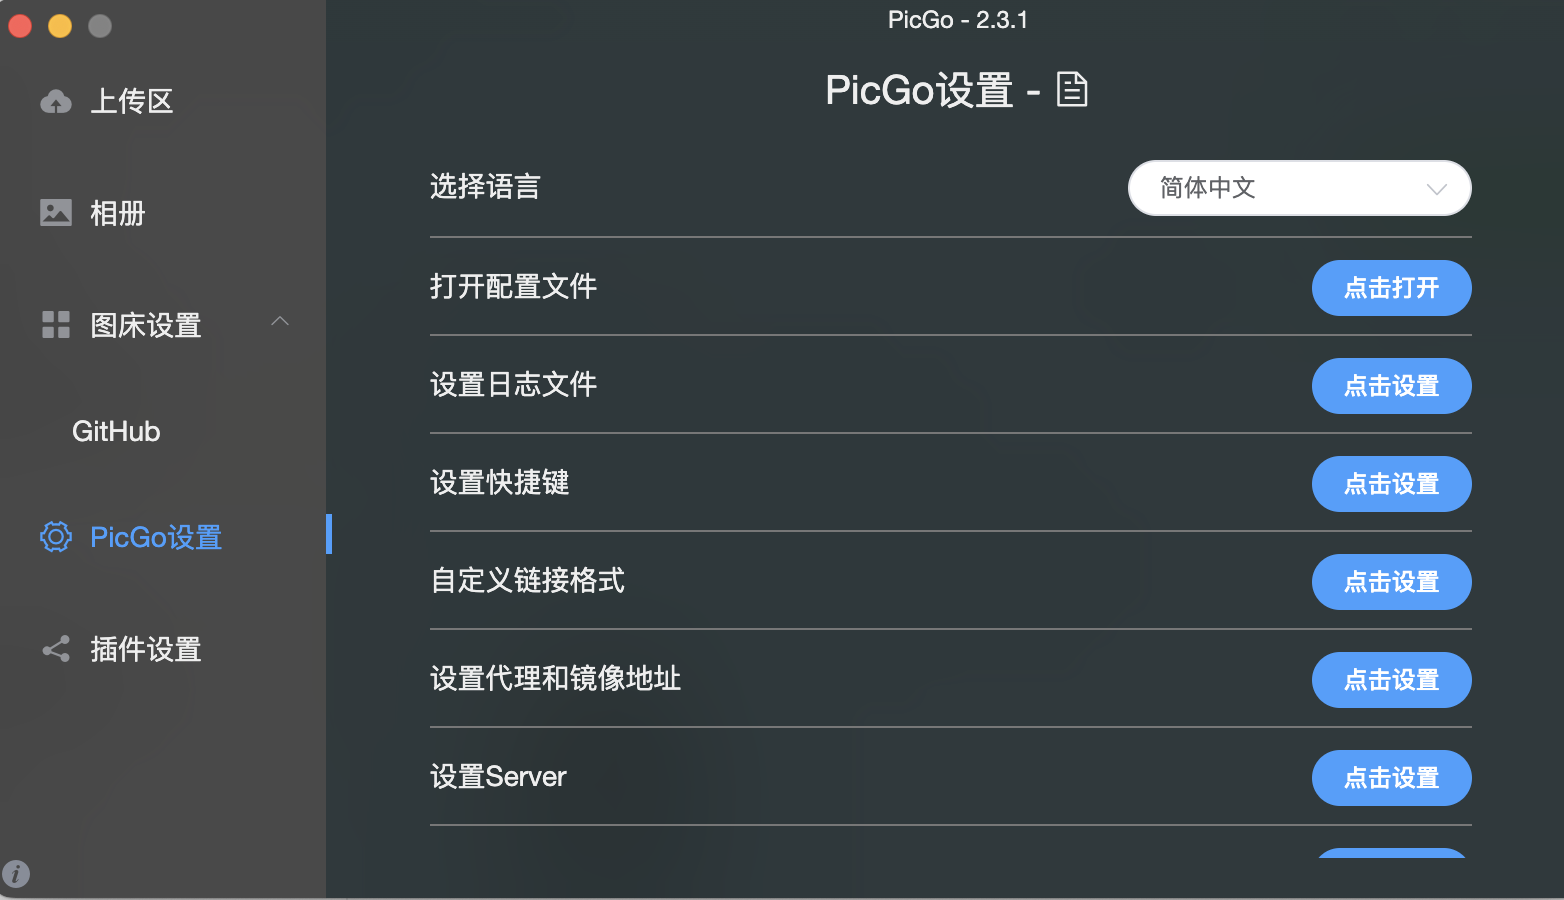 PicGo - 2.3.1
上传区
相册
图床设置
GitHub
PicGo设置
插件设置
PicGo设置 -
选择语言
简体中文
打开配置文件
点击打开
设置日志文件
点击设置
设置快捷键
点击设置
自定义链接格式
点击设置
设置代理和镜像地址
点击设置
设置Server
点击设置